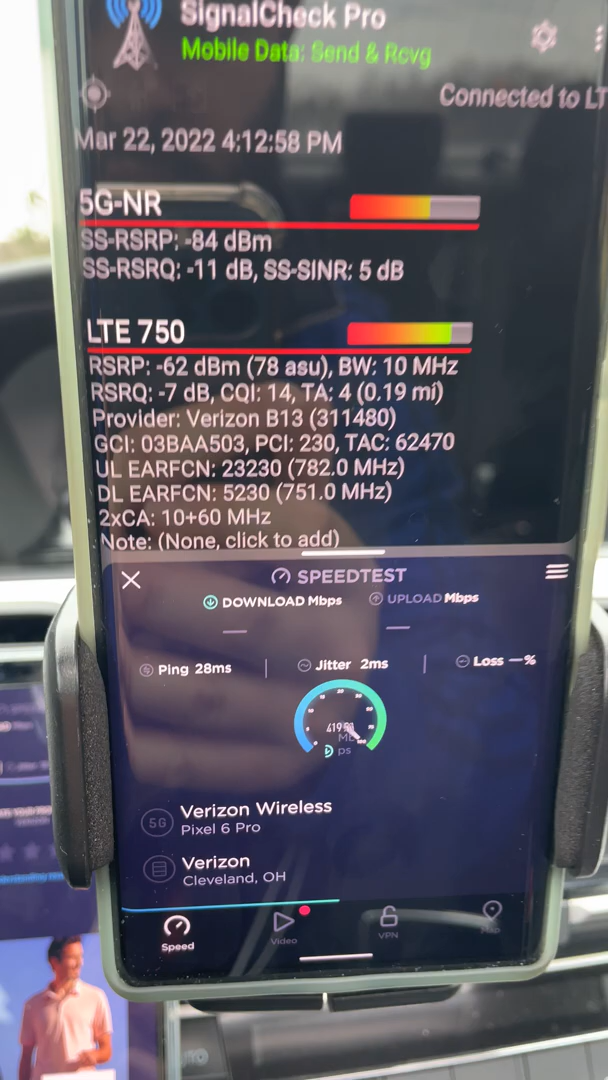 SignalCheck Pro
Mobile Data: Send & Rcvg
Connected to LT
Mar 22, 2022 4:12:58 PM
5G-NR
SS-RSRP: -84 dBm
SS-RSRQ: -11 dB, SS-SINR: 5 dB
LTE 750
RSRP: -62 dBm (78 asu), BW: 10 MHz
RSRQ: -7 dB, CQI: 14, TA: 4 (0.19 mi)
Provider: Verizon B13 (311480)
GCI: 03BAA503, PCI: 230, TAC: 62470
UL EARFCN: 23230 (782.0 MHz)
DL EARFCN: 5230 (751.0 MHz)
2xCA: 10+60 MHz
Note: (None, click to add)
SPEEDTEST
DOWNLOAD Mbps UPLOAD Mbps
Ping 28ms Jitter 2ms Loss —%
5G
Verizon Wireless
Pixel 6 Pro
Verizon
Cleveland, OH
Speed Video VPN Map